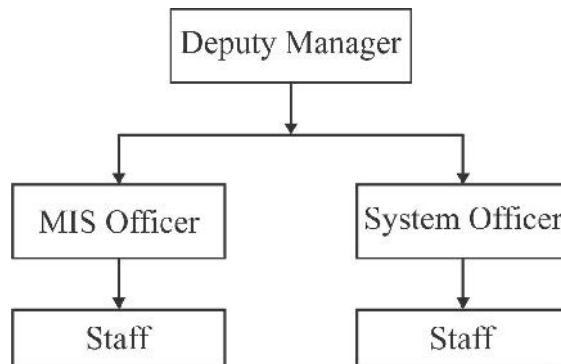 Deputy Manager
MIS Officer
System Officer
Staff
Staff